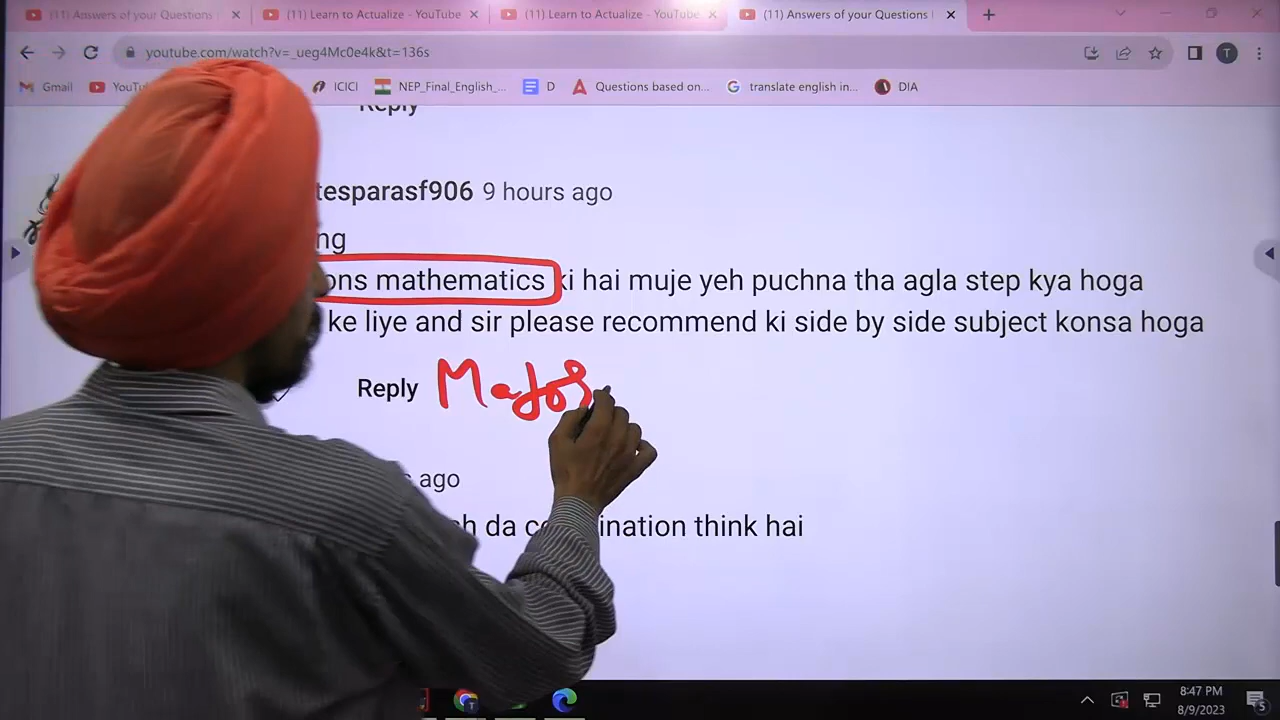 (11) Answers of your Questions
(11) Learn to Actualize - YouTube
(11) Learn to Actualize - YouTube
(11) Answers of your Questions
youtube.com/watch?v=_ueg4Mc0e4k&t=136s
T
Gmail
ICICI
NEP_Final_English_...
D
Questions based on...
translate english in...
DIA
Reply
tesparasf906 9 hours ago
ng
ons mathematics ki hai muje yeh puchna tha agla step kya hoga
ke liye and sir please recommend ki side by side subject konsa hoga
Reply Major
ago
da think hai
8:47 PM
8/9/2023
5